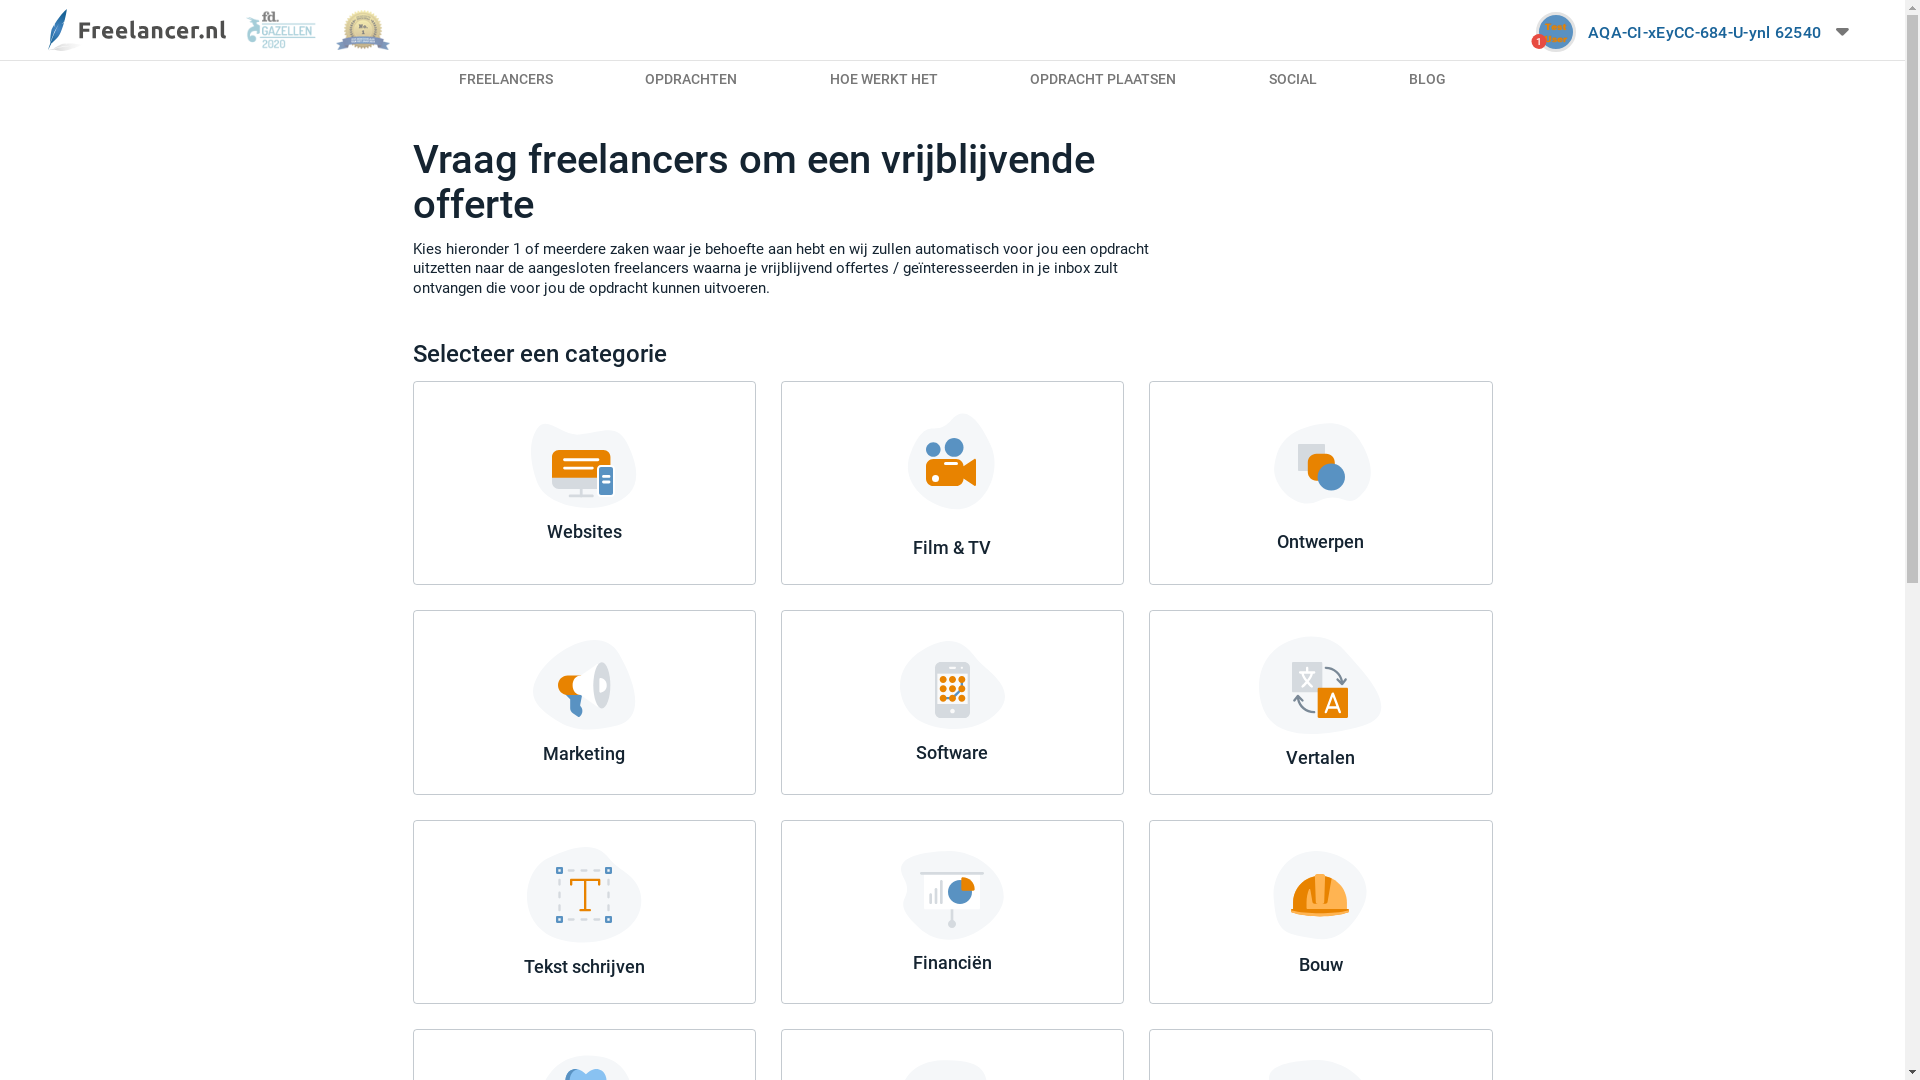 Freelancer.nl
fd.
GAZELLEN
2020
1
AQA-CI-xEyCC-684-U-ynl 62540
FREELANCERS
OPDRACHTEN
HOE WERKT HET
OPDRACHT PLAATSEN
SOCIAL
BLOG
Vraag freelancers om een vrijblijvende
offerte
Kies hieronder 1 of meerdere zaken waar je behoefte aan hebt en wij zullen automatisch voor jou een opdracht
uitzetten naar de aangesloten freelancers waarna je vrijblijvend offertes / geïnteresseerden in je inbox zult
ontvangen die voor jou de opdracht kunnen uitvoeren.
Selecteer een categorie
Websites
Film & TV
Ontwerpen
Marketing
Software
文
A
Vertalen
T
Tekst schrijven
Financiën
Bouw